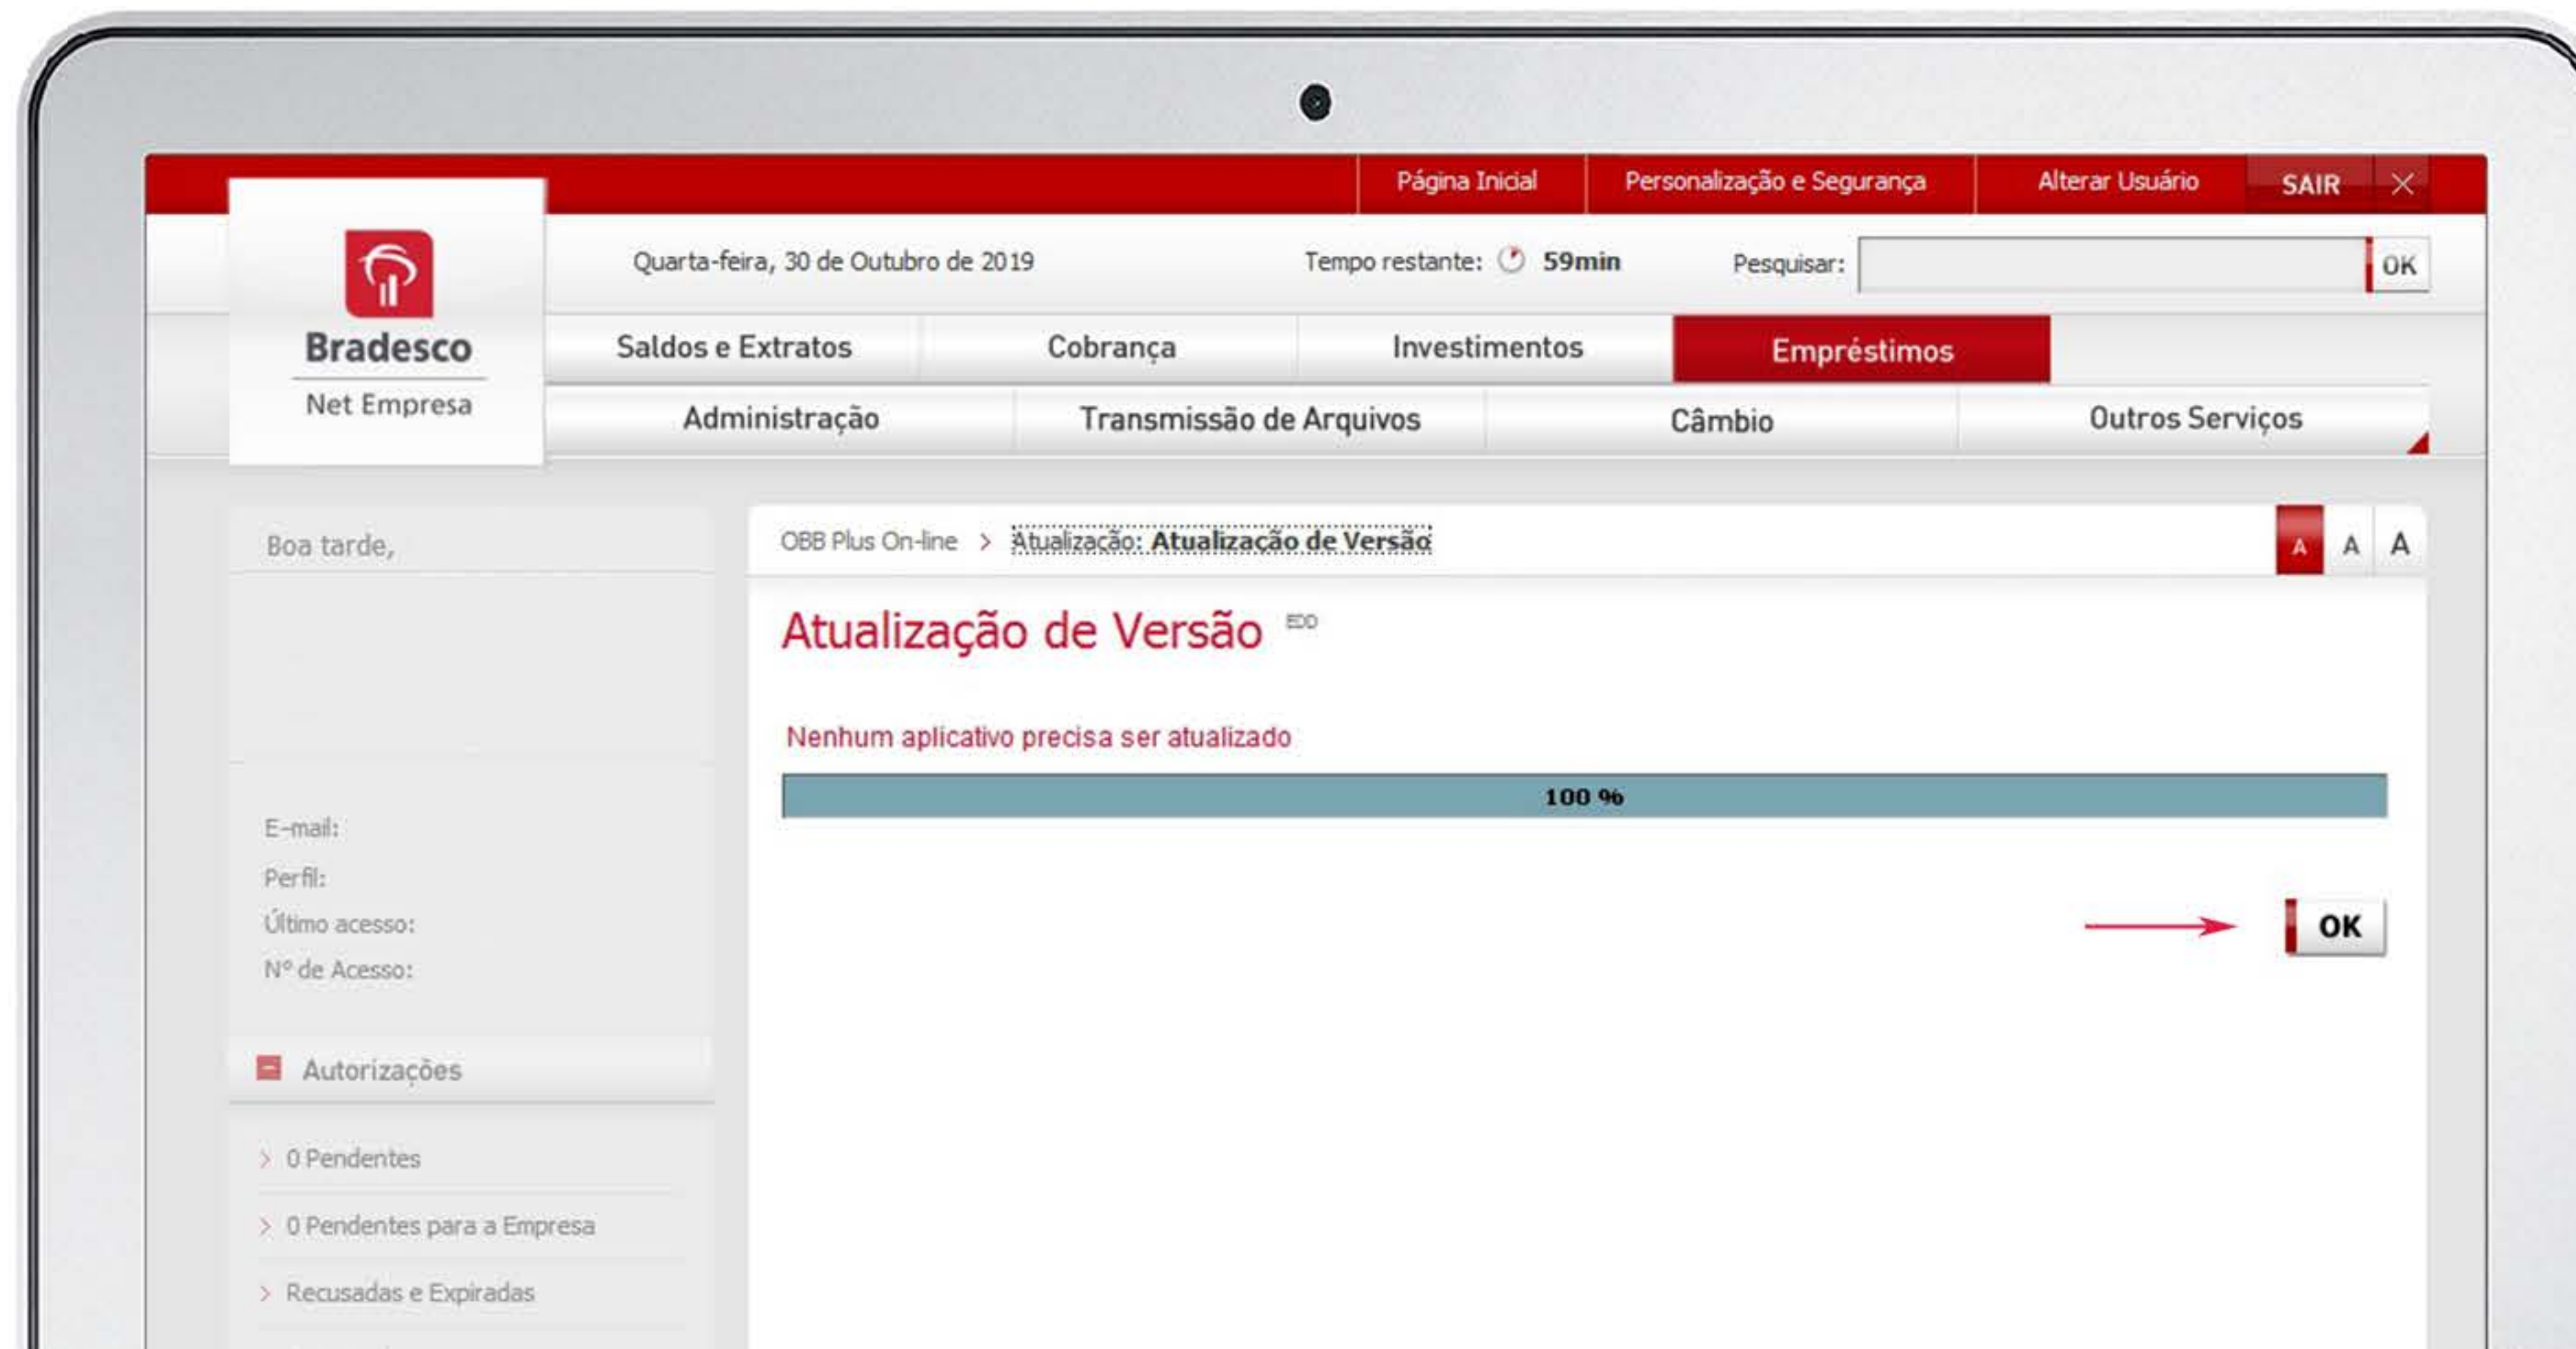 Página Inicial Personalização e Segurança Alterar Usuário SAIR
Quarta-feira, 30 de Outubro de 2019 Tempo restante: 59min Pesquisar: OK
Bradesco
Net Empresa
Saldos e Extratos Cobrança Investimentos Empréstimos
Administração Transmissão de Arquivos Câmbio Outros Serviços
Boa tarde,
E-mail:
Perfil:
Último acesso:
Nº de Acesso:
Autorizações
> 0 Pendentes
> 0 Pendentes para a Empresa
> Recusadas e Expiradas
OBB Plus On-line > Atualização: Atualização de Versão A A A
Atualização de Versão EDD
Nenhum aplicativo precisa ser atualizado
100 %
OK